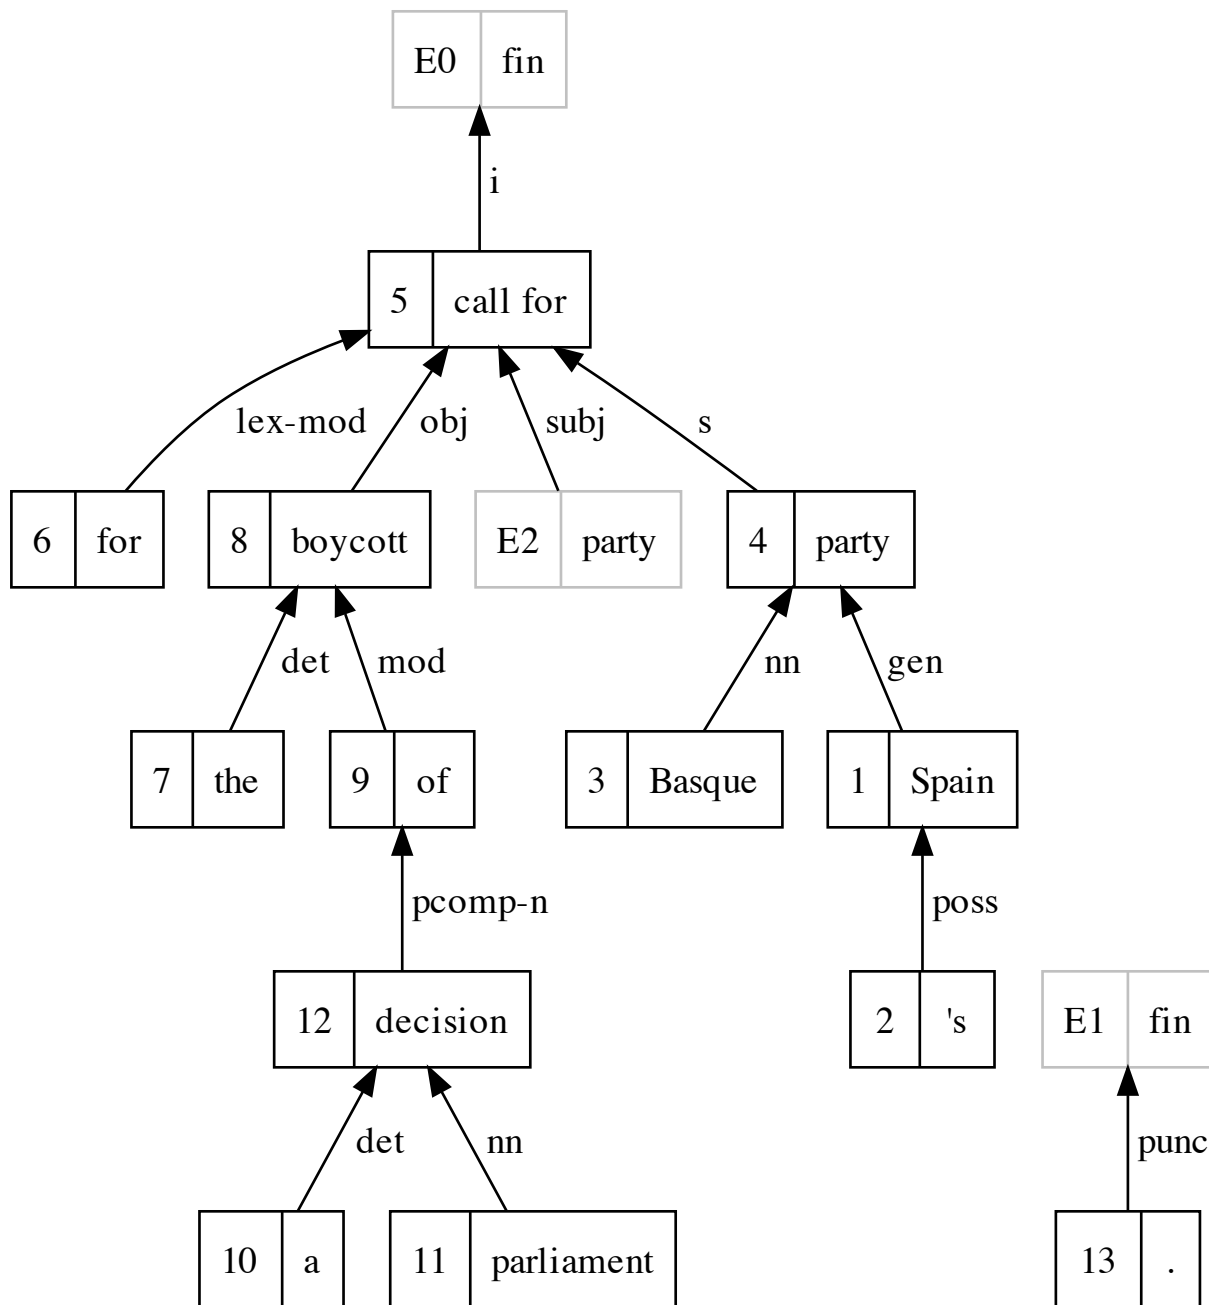 E0 fin
i
5 call for
lex-mod obj subj s
6 for 8 boycott E2 party 4 party
det mod nn gen
7 the 9 of 3 Basque 1 Spain
pcomp-n poss
12 decision 2 's E1 fin
det nn punc
10 a 11 parliament 13 .